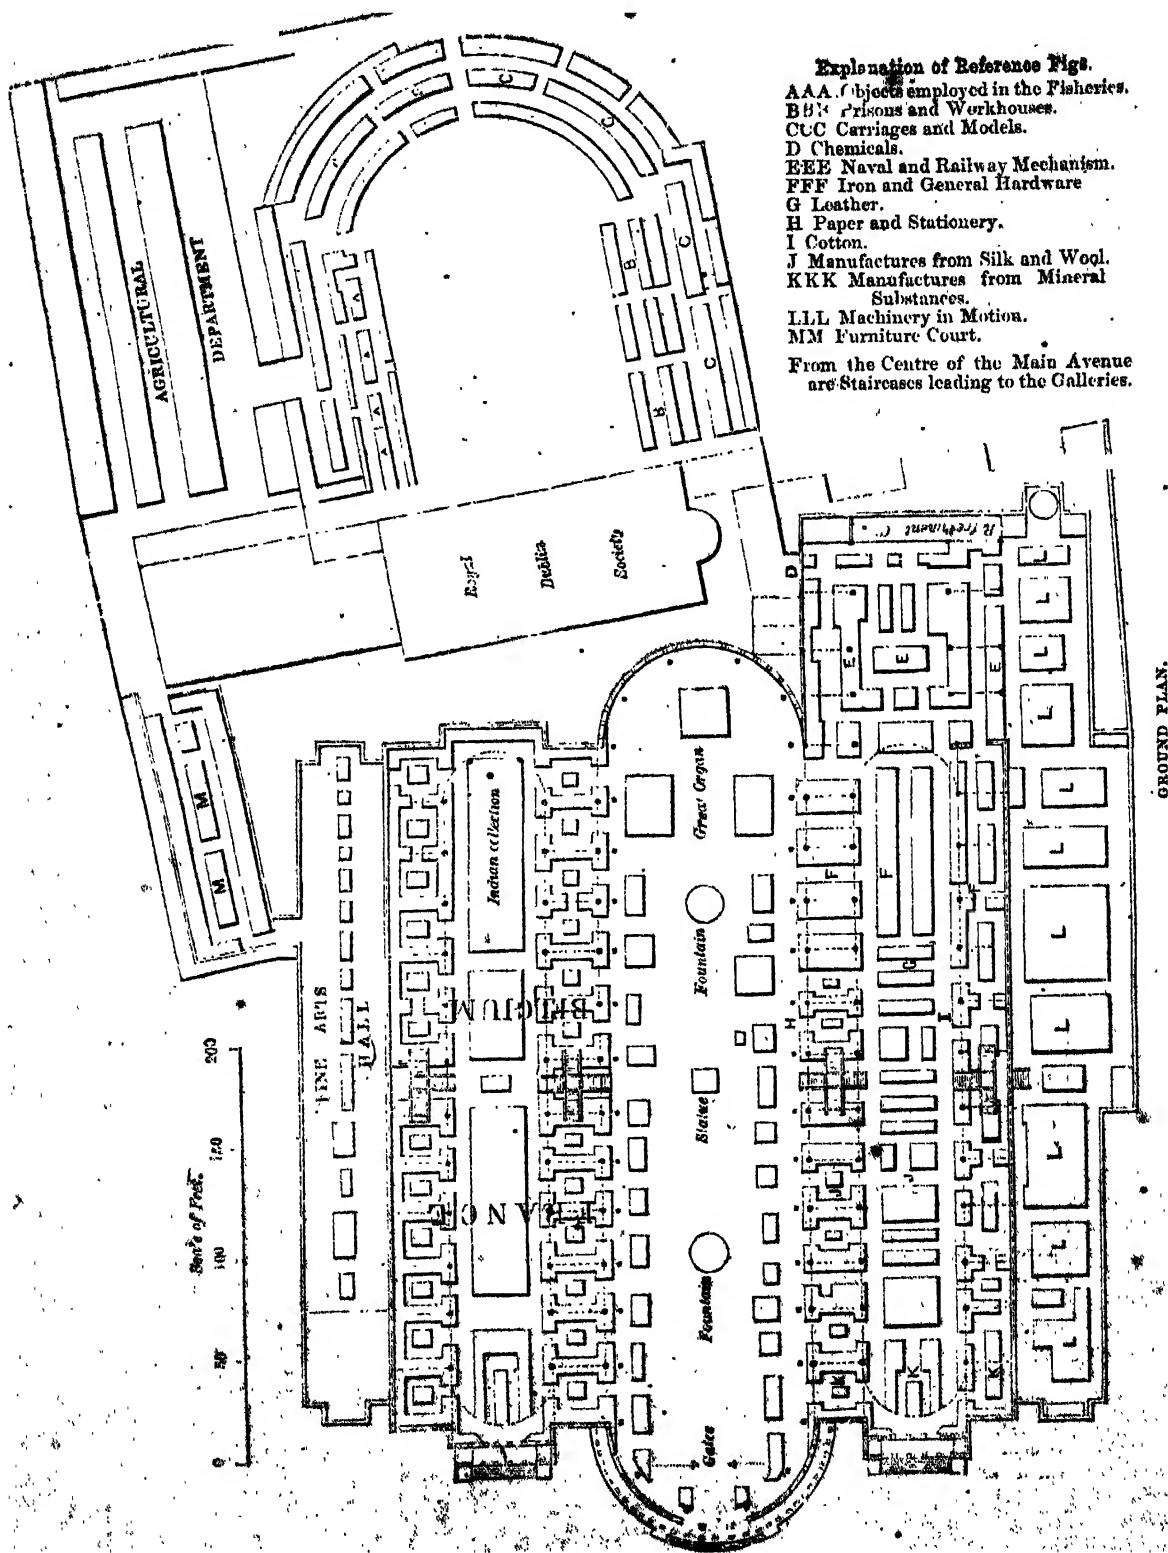 Explanation of Reference Figs.
AAA Objects employed in the Fisheries.
BBB Prisons and Workhouses.
CCC Carriages and Models.
D Chemicals.
EEE Naval and Railway Mechanism.
FFF Iron and General Hardware
G Leather.
H Paper and Stationery.
I Cotton.
J Manufactures from Silk and Wool.
KKK Manufactures from Mineral
Substances.
LLL Machinery in Motion.
MM Furniture Court.
From the Centre of the Main Avenue
are Staircases leading to the Galleries.
AGRICULTURAL
DEPARTMENT
C
C
A
A
A
A
B
B
C
C
Royal
Dublin
Society
Refreshment
D
E
E
E
M
M
FINE ARTS
HALL
Indian collection
BELGIUM
FRANCE
Great Organ
Fountain
Statue
Fountain
Gates
F
F
F
G
H
I
J
J
K
K
K
L
L
L
L
L
L
L
L
L
L
L
Scale of Feet.
0
50
100
150
200
GROUND PLAN.